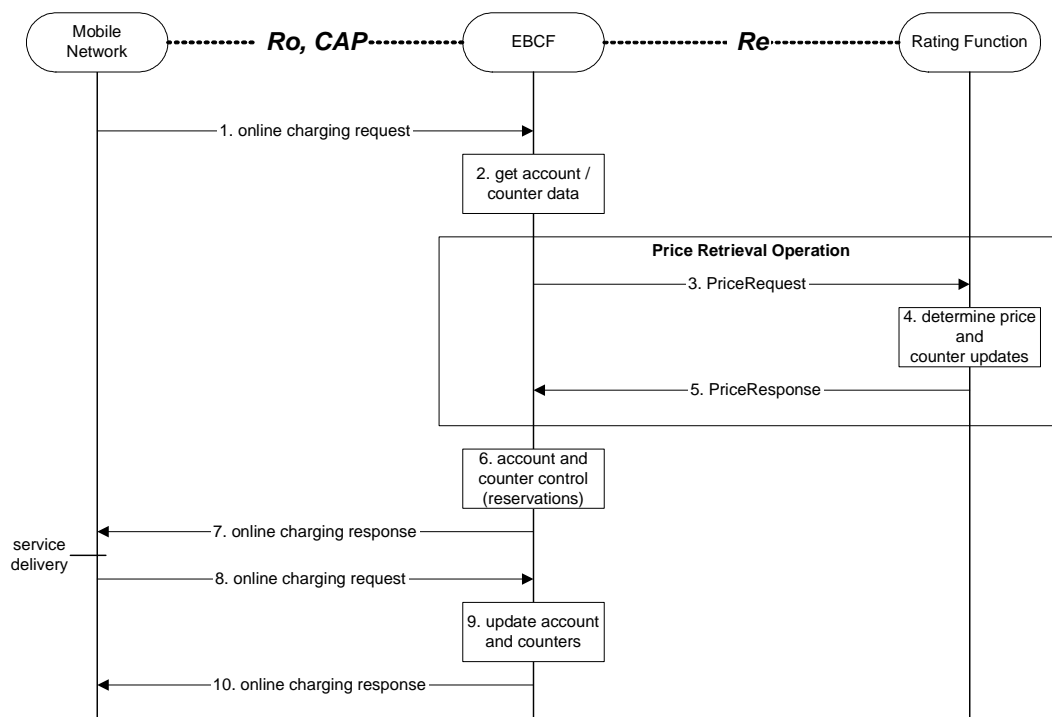 Mobile
Network
Ro, CAP
EBCF
Re
Rating Function
1. online charging request
2. get account /
counter data
Price Retrieval Operation
3. PriceRequest
4. determine price
and
counter updates
5. PriceResponse
6. account and
counter control
(reservations)
7. online charging response
service
delivery
8. online charging request
9. update account
and counters
10. online charging response